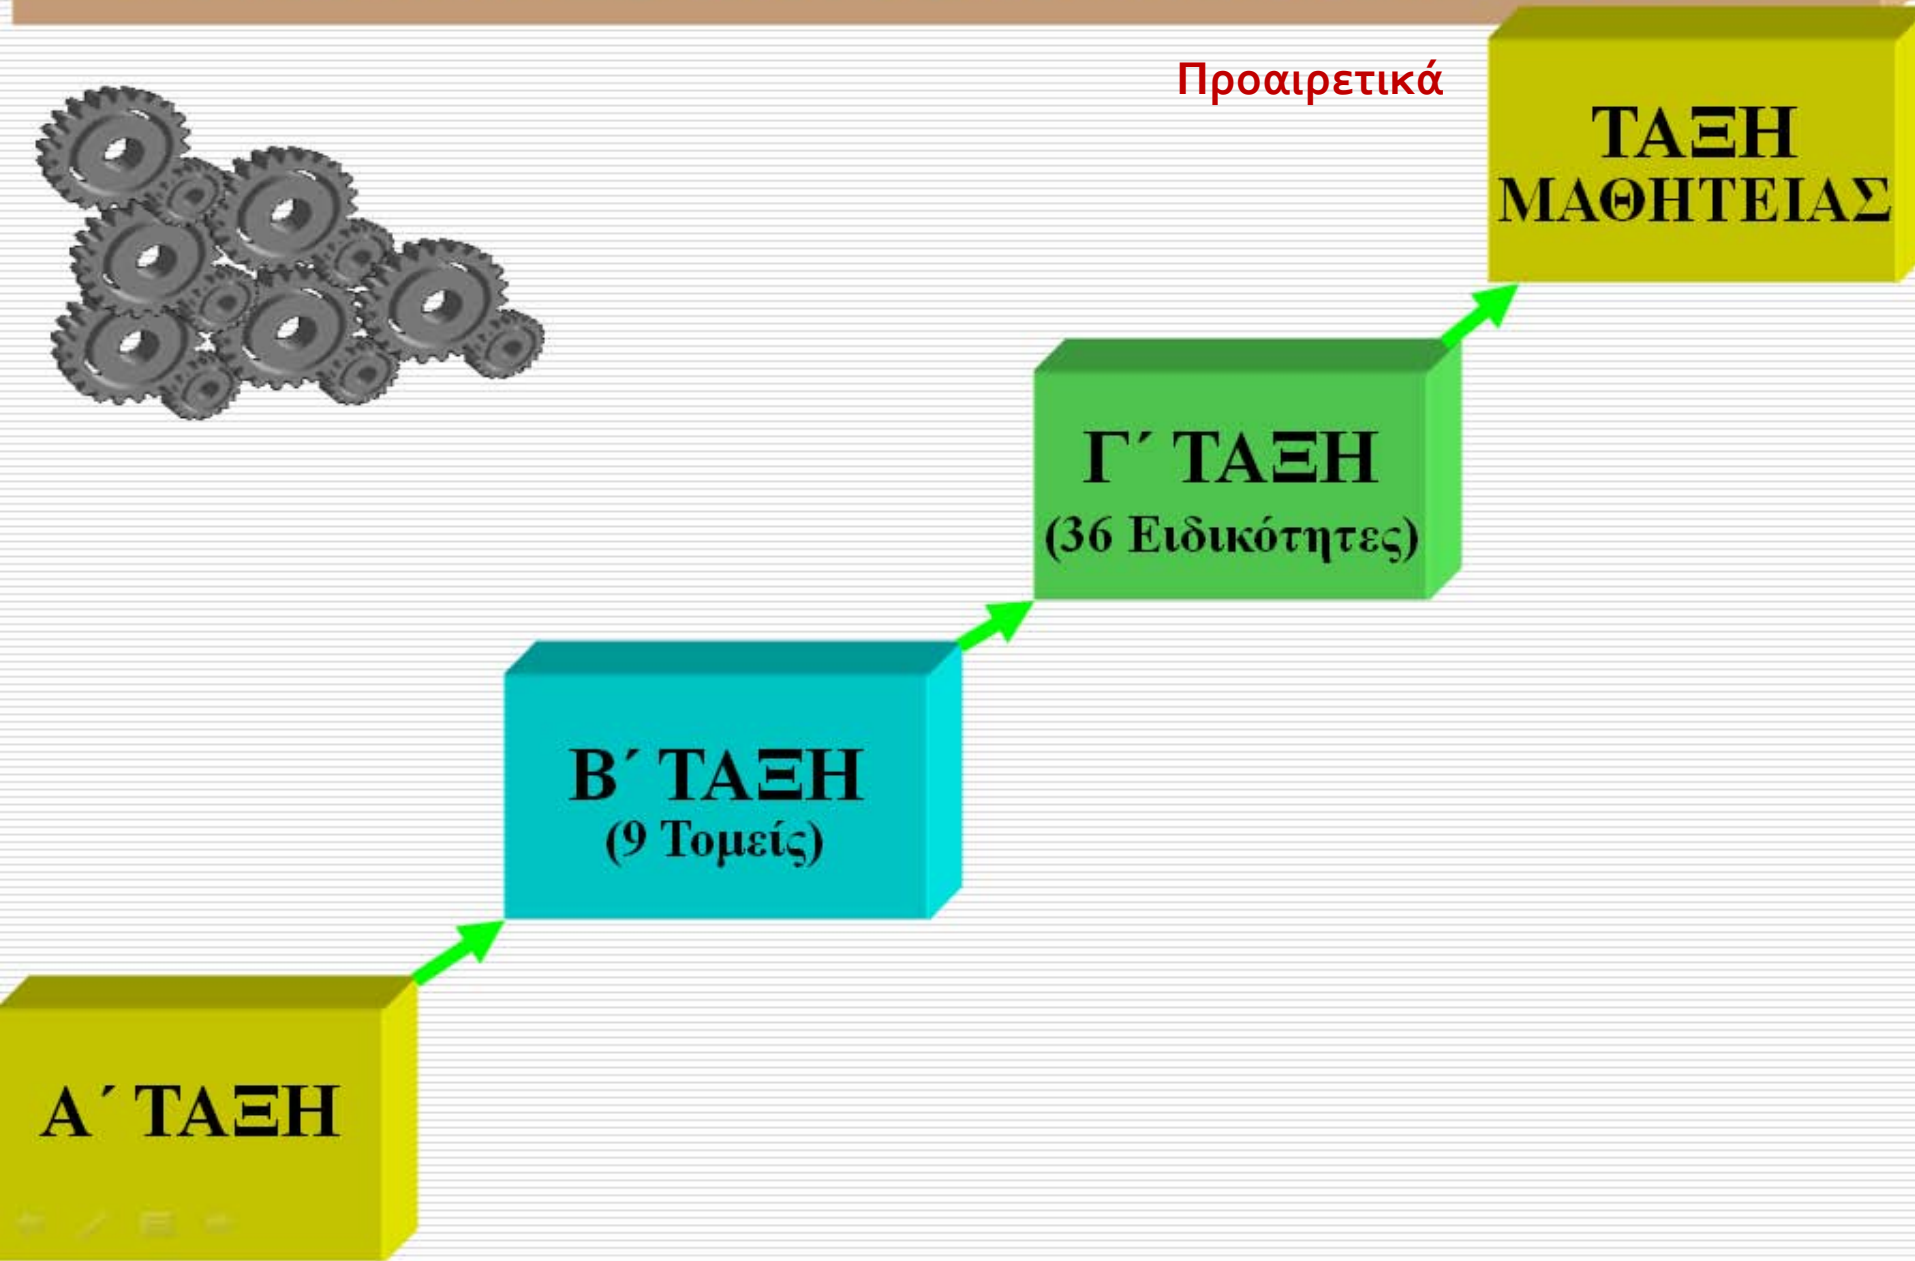 Προαιρετικά
ΤΑΞΗ
ΜΑΘΗΤΕΙΑΣ
Γ΄ ΤΑΞΗ
(36 Ειδικότητες)
Β΄ ΤΑΞΗ
(9 Τομείς)
Α΄ ΤΑΞΗ